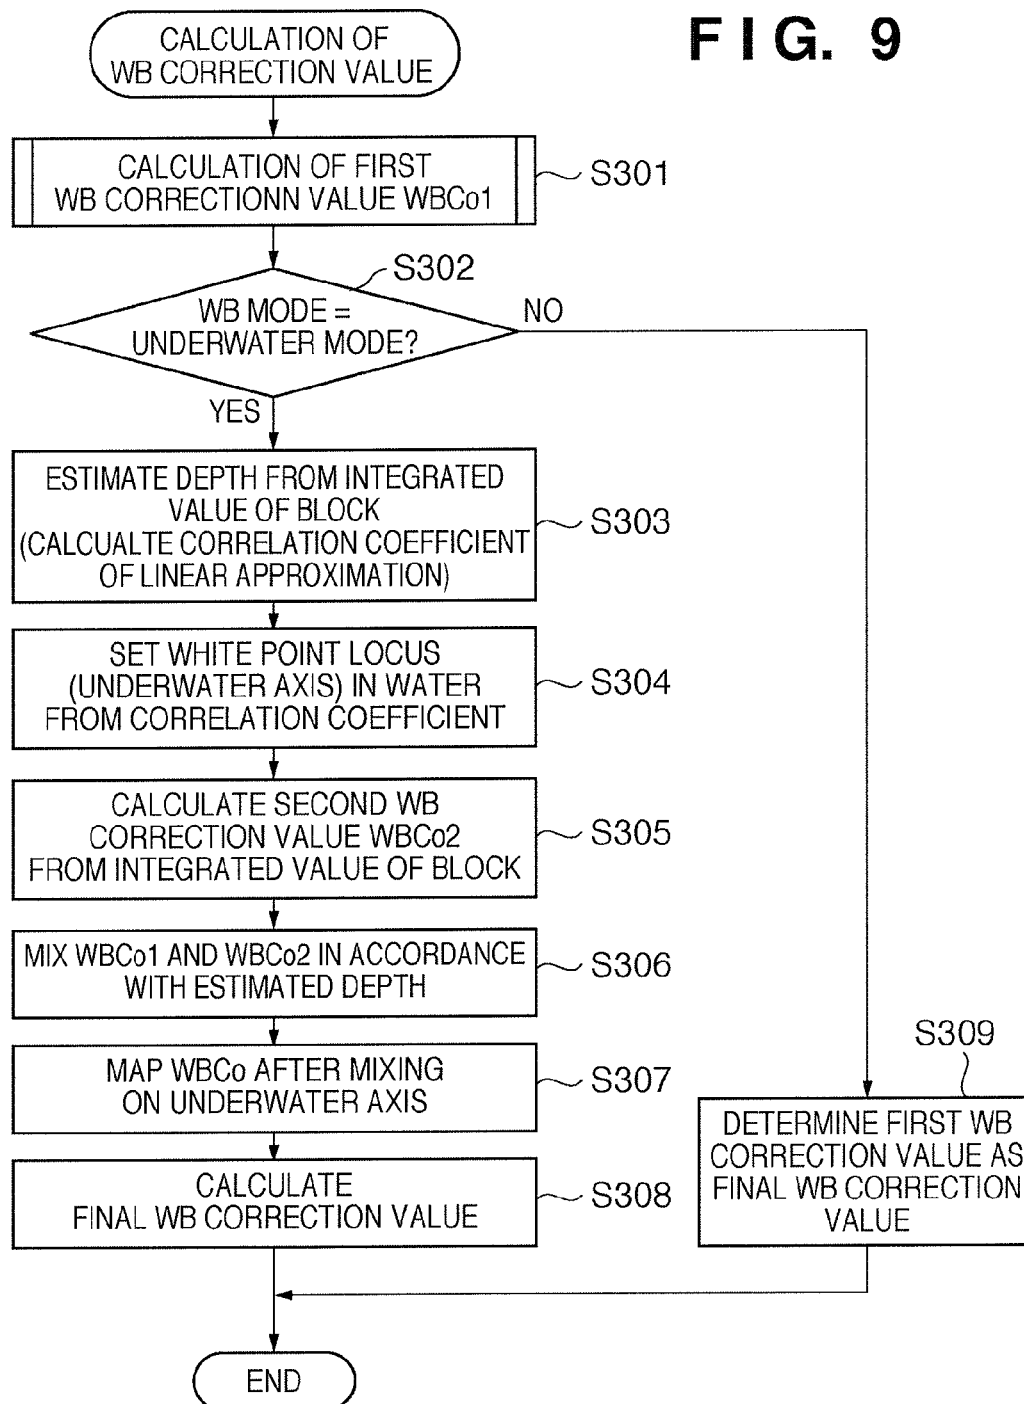 FIG. 9
CALCULATION OF
WB CORRECTION VALUE
CALCULATION OF FIRST
WB CORRECTIONN VALUE WBCo1
S301
S302
WB MODE =
UNDERWATER MODE?
NO
YES
ESTIMATE DEPTH FROM INTEGRATED
VALUE OF BLOCK
(CALCUALTE CORRELATION COEFFICIENT
OF LINEAR APPROXIMATION)
S303
SET WHITE POINT LOCUS
(UNDERWATER AXIS) IN WATER
FROM CORRELATION COEFFICIENT
S304
CALCULATE SECOND WB
CORRECTION VALUE WBCo2
FROM INTEGRATED VALUE OF BLOCK
S305
MIX WBCo1 AND WBCo2 IN ACCORDANCE
WITH ESTIMATED DEPTH
S306
MAP WBCo AFTER MIXING
ON UNDERWATER AXIS
S307
CALCULATE
FINAL WB CORRECTION VALUE
S308
S309
DETERMINE FIRST WB
CORRECTION VALUE AS
FINAL WB CORRECTION
VALUE
END